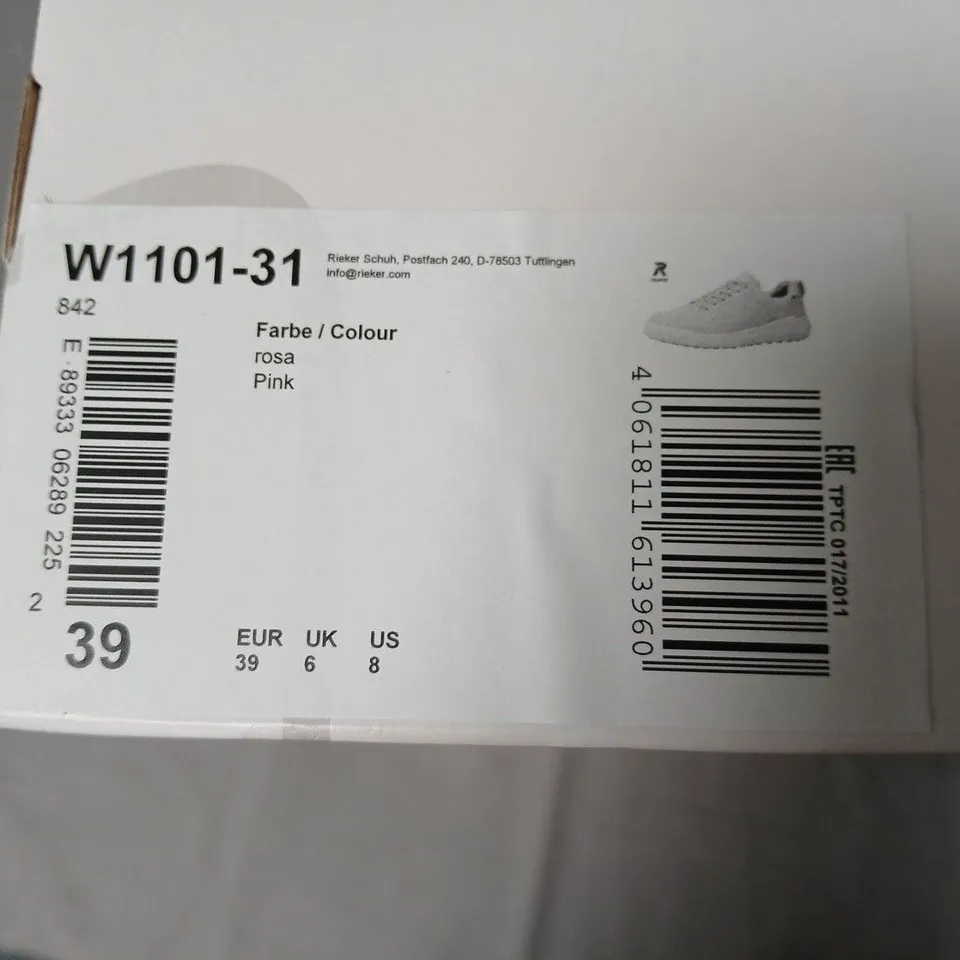 W1101-31
Rieker Schuh, Postfach 240, D-78503 Tuttlingen
info@rieker.com
842
Farbe / Colour
rosa
Pink
E 89333 06289 225 2
4 061811 613960
EAC TPTC 017/2011
39
EUR UK US
39 6 8